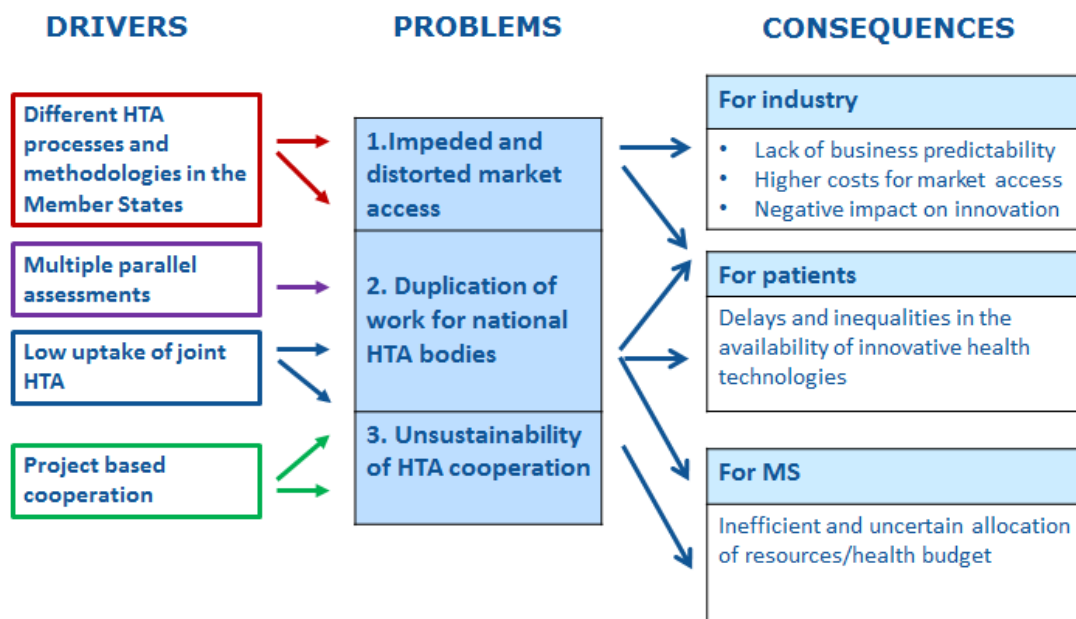 DRIVERS
PROBLEMS
CONSEQUENCES
Different HTA
processes and
methodologies in the
Member States
Multiple parallel
assessments
Low uptake of joint
HTA
Project based
cooperation
1.Impeded and
distorted market
access
2. Duplication of
work for national
HTA bodies
3. Unsustainability
of HTA cooperation
For industry
• Lack of business predictability
• Higher costs for market access
• Negative impact on innovation
For patients
Delays and inequalities in the
availability of innovative health
technologies
For MS
Inefficient and uncertain allocation
of resources/health budget